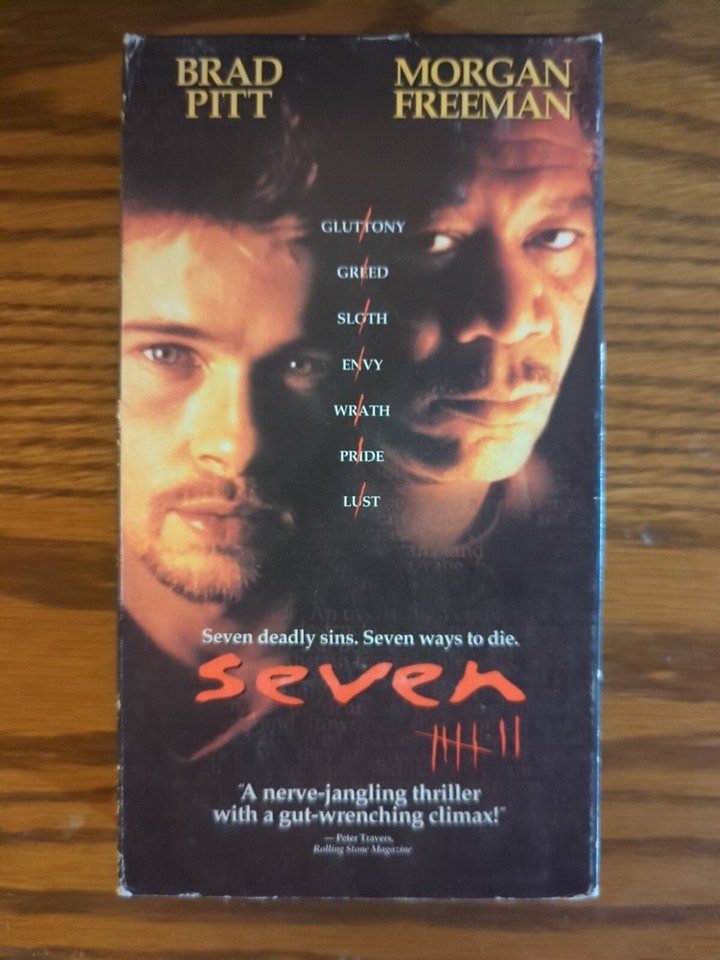 BRAD
PITT
MORGAN
FREEMAN
GLUTTONY
GREED
SLOTH
ENVY
WRATH
PRIDE
LUST
Seven deadly sins. Seven ways to die.
seven
"A nerve-jangling thriller
with a gut-wrenching climax!"
— Peter Travers,
Rolling Stone Magazine